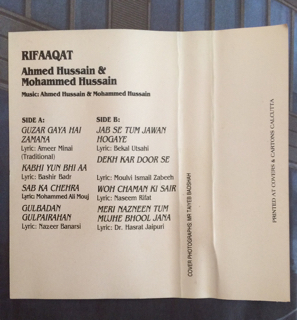 RIFAAQAT
Ahmed Hussain &
Mohammed Hussain
Music: Ahmed Hussain & Mohammed Hussain
SIDE A:
GUZAR GAYA HAI
ZAMANA
Lyric: Ameer Minai
(Traditional)
KABHI YUN BHI AA
Lyric: Bashir Badr
SAB KA CHEHRA
Lyric Mohammed Ali Mouj
GULBADAN
GULPAIRAHAN
Lyric: Nazeer Banarsi
SIDE B:
JAB SE TUM JAWAN
HOGAYE
Lyric: Bekal Utsahi
DEKH KAR DOOR SE
Lyric: Moulvi Ismail Zabeeh
WOH CHAMAN KI SAIR
Lyric: Naseem Rifat
MERI NAZNEEN TUM
MUJHE BHOOL JANA
Lyric: Dr. Hasrat Jaipuri
COVER PHOTOGRAPHS: MR TAIYEB BADSHAH
PRINTED AT COVERS & CARTONS CALCUTTA